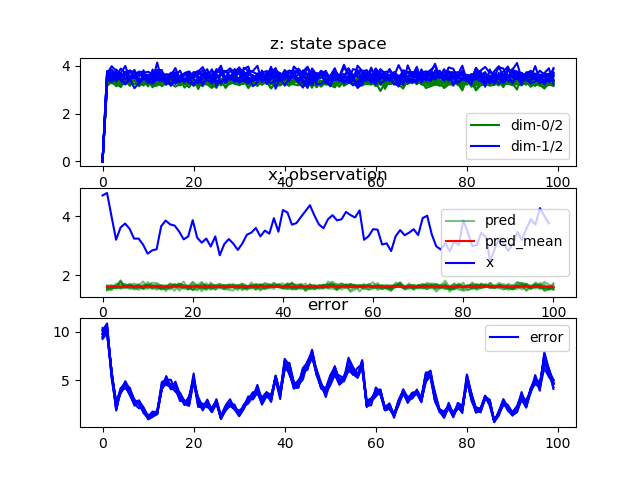 z: state space
4
2
0
dim-0/2
dim-1/2
0 20 40 60 80 100
x: observation
4
2
pred
pred_mean
x
0 20 40 60 80 100
error
10
5
error
0 20 40 60 80 100